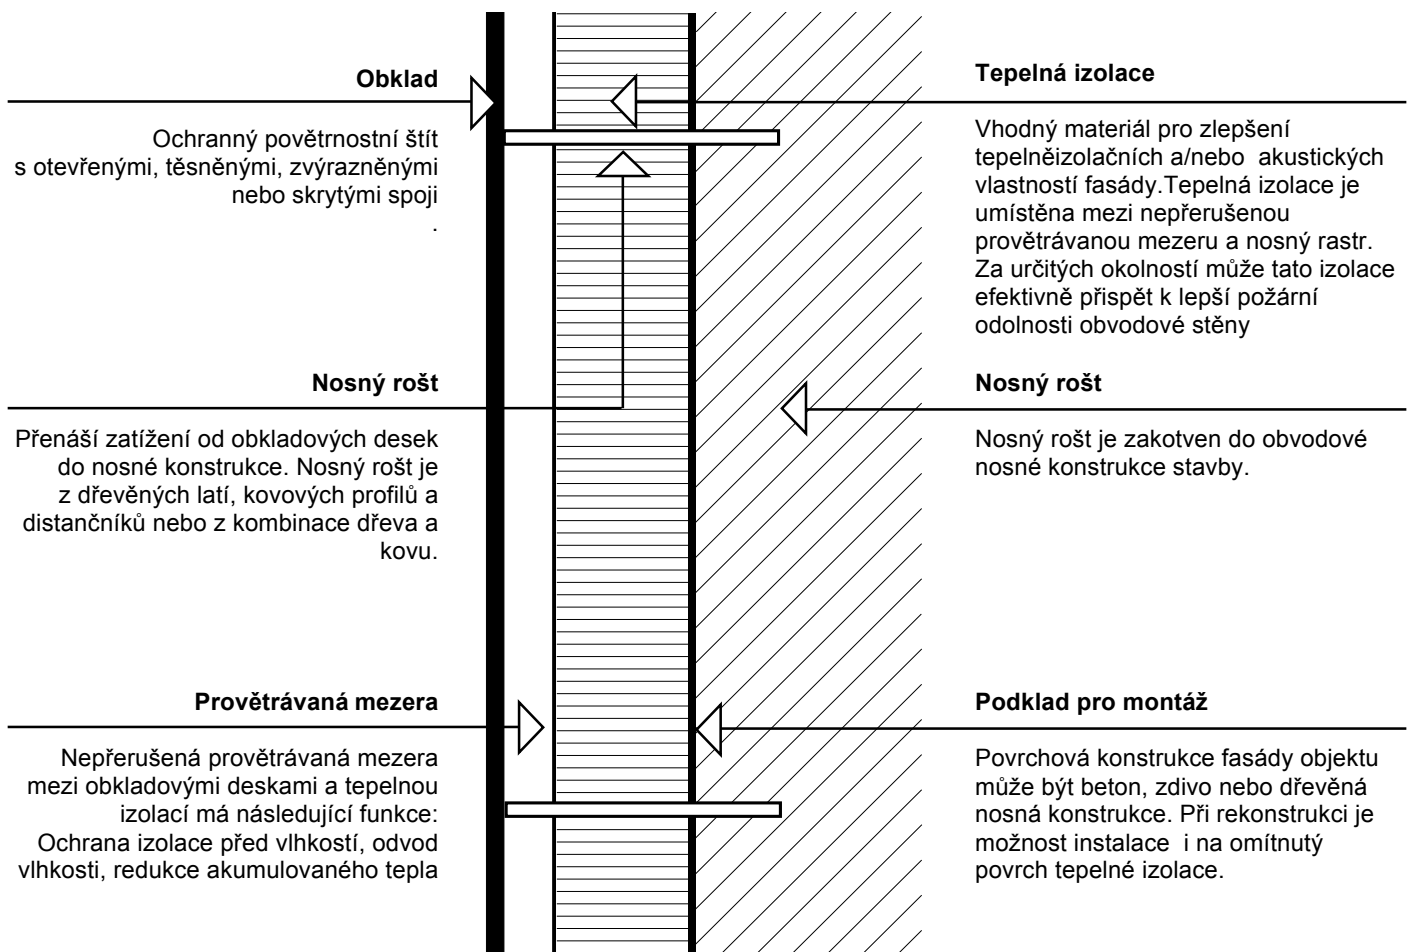 Obklad
Ochranný povětrnostní štít
s otevřenými, těsněnými, zvýrazněnými
nebo skrytými spoji
.
Nosný rošt
Přenáší zatížení od obkladových desek
do nosné konstrukce. Nosný rošt je
z dřevěných latí, kovových profilů a
distančníků nebo z kombinace dřeva a
kovu.
Provětrávaná mezera
Nepřerušená provětrávaná mezera
mezi obkladovými deskami a tepelnou
izolací má následující funkce:
Ochrana izolace před vlhkostí, odvod
vlhkosti, redukce akumulovaného tepla
Tepelná izolace
Vhodný materiál pro zlepšení
tepelněizolačních a/nebo  akustických
vlastností fasády.Tepelná izolace je
umístěna mezi nepřerušenou
provětrávanou mezeru a nosný rastr.
Za určitých okolností může tato izolace
efektivně přispět k lepší požární
odolnosti obvodové stěny
Nosný rošt
Nosný rošt je zakotven do obvodové
nosné konstrukce stavby.
Podklad pro montáž
Povrchová konstrukce fasády objektu
může být beton, zdivo nebo dřevěná
nosná konstrukce. Při rekonstrukci je
možnost instalace  i na omítnutý
povrch tepelné izolace.